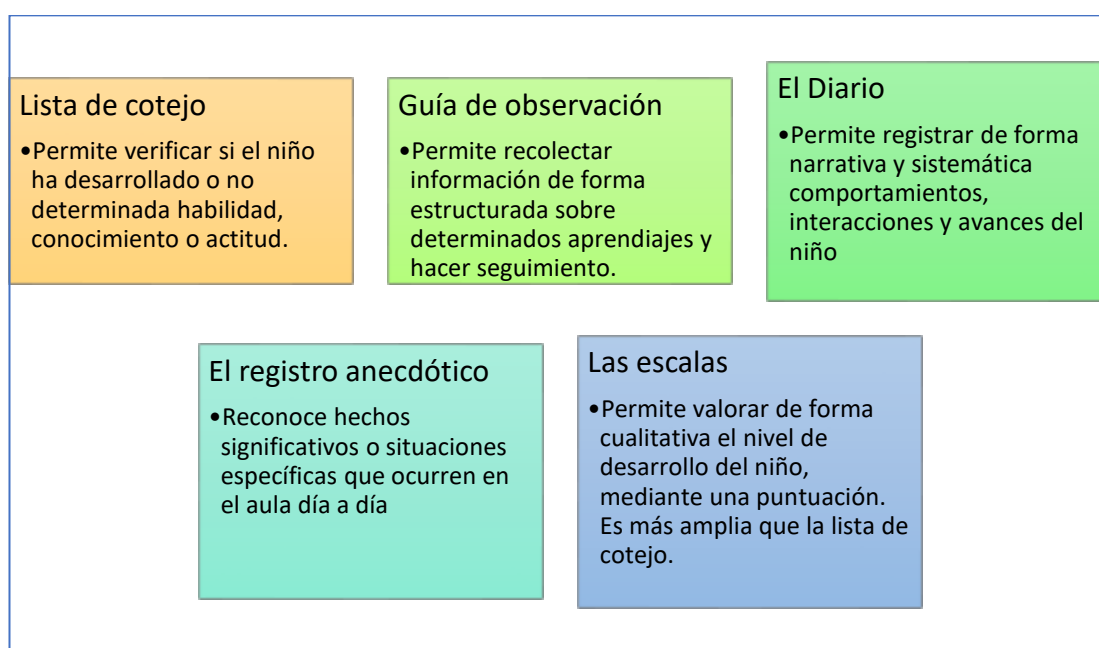 Lista de cotejo
•Permite verificar si el niño
ha desarrollado o no
determinada habilidad,
conocimiento o actitud.
Guía de observación
•Permite recolectar
información de forma
estructurada sobre
determinados aprendiajes y
hacer seguimiento.
El Diario
•Permite registrar de forma
narrativa y sistemática
comportamientos,
interacciones y avances del
niño
El registro anecdótico
•Reconoce hechos
significativos o situaciones
específicas que ocurren en
el aula día a día
Las escalas
•Permite valorar de forma
cualitativa el nivel de
desarrollo del niño,
mediante una puntuación.
Es más amplia que la lista de
cotejo.